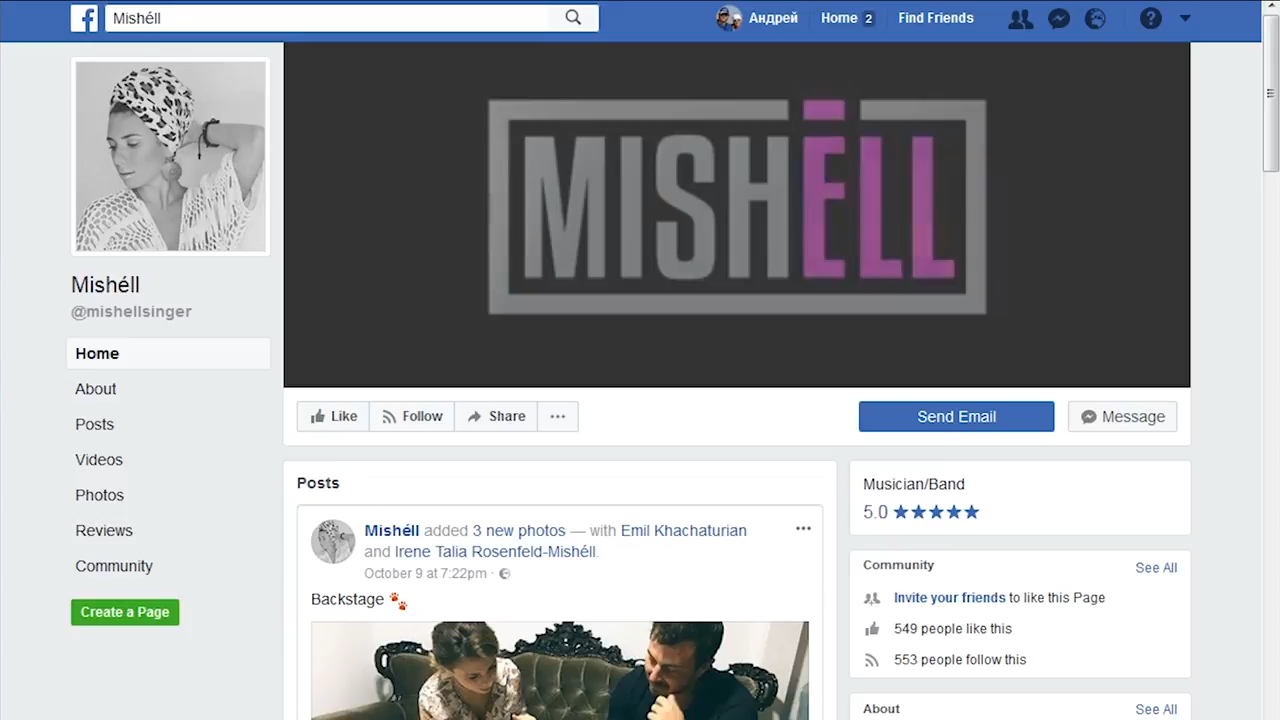 Mishéll
Андрей
Home 2
Find Friends
MISHĒLL
Mishéll
@mishellsinger
Home
About
Posts
Videos
Photos
Reviews
Community
Create a Page
Like
Follow
Share
Send Email
Message
Posts
Mishéll added 3 new photos — with Emil Khachaturian
and Irene Talia Rosenfeld-Mishéll.
October 9 at 7:22pm ·
Backstage
Musician/Band
5.0
Community
See All
Invite your friends to like this Page
549 people like this
553 people follow this
About
See All